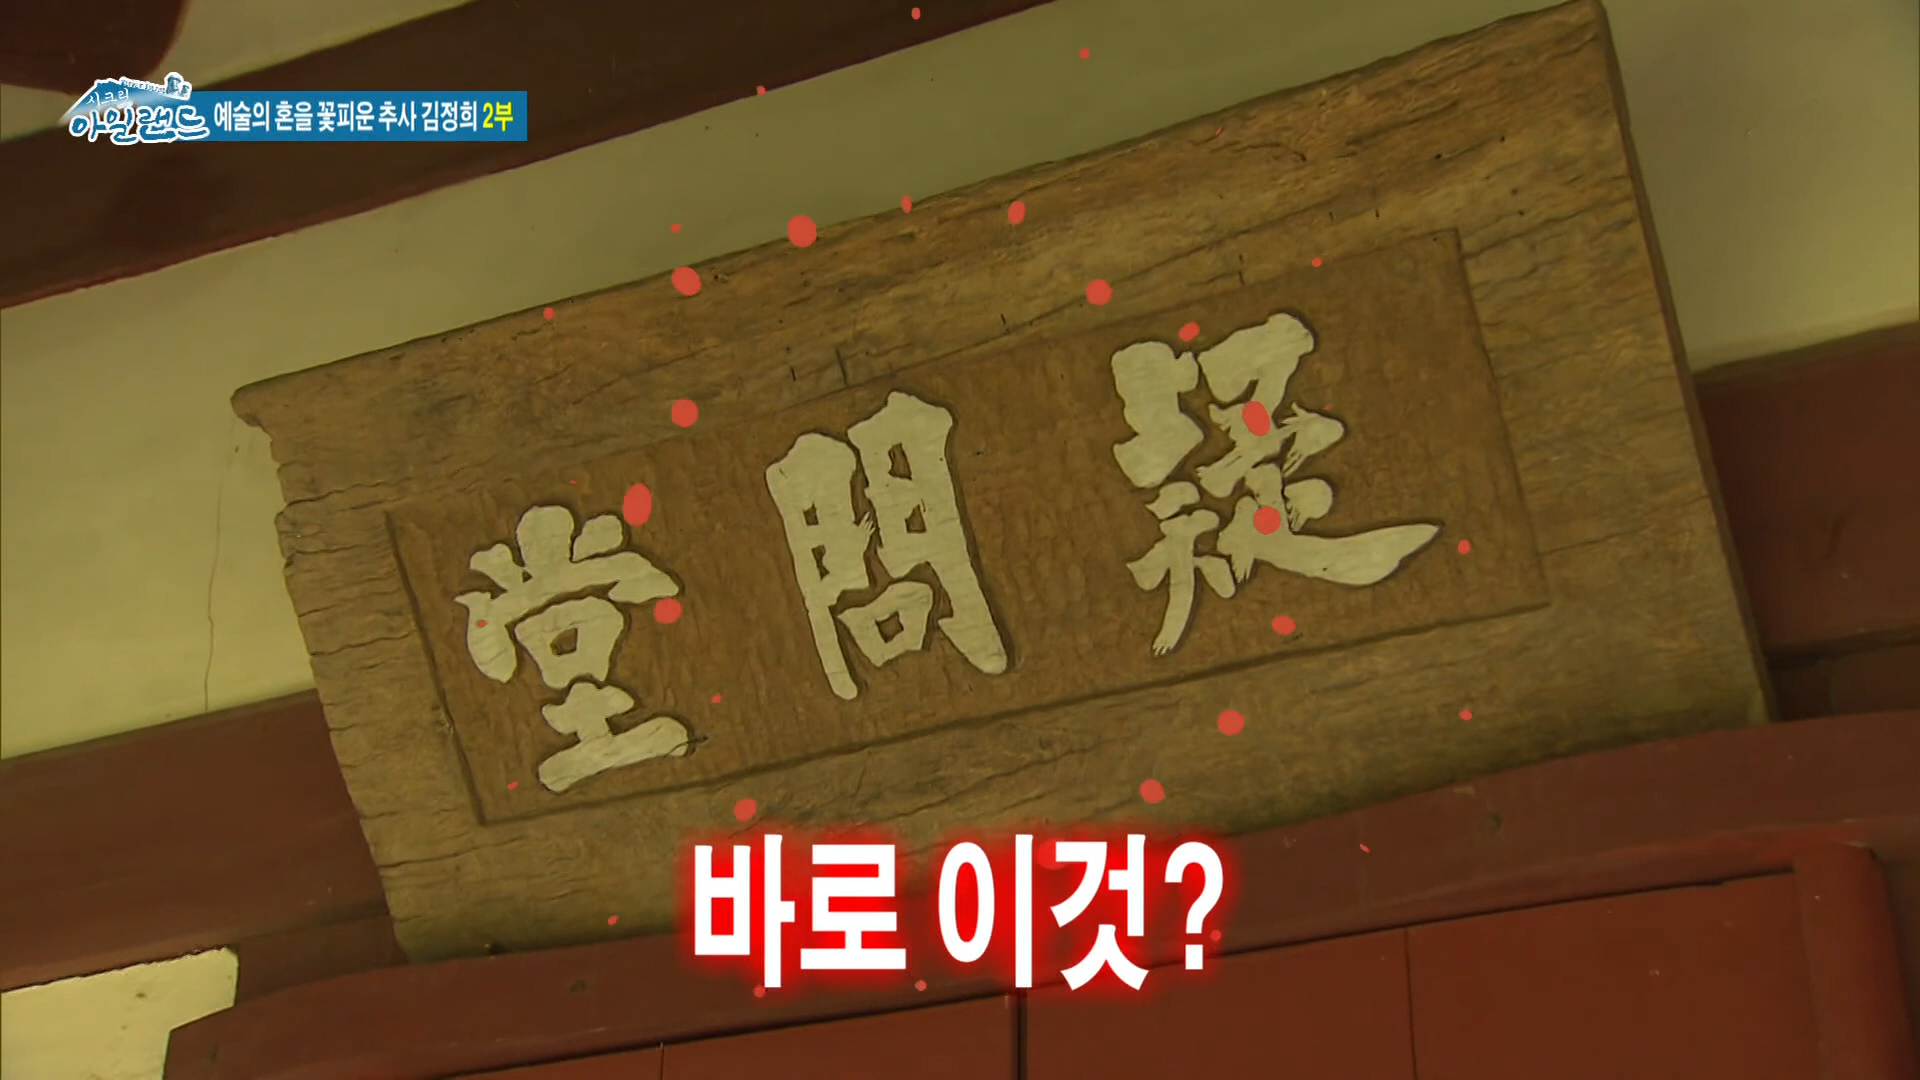 시크릿
아일랜드
예술의 혼을 꽃피운 추사 김정희 2부
堂問疑
바로 이것?